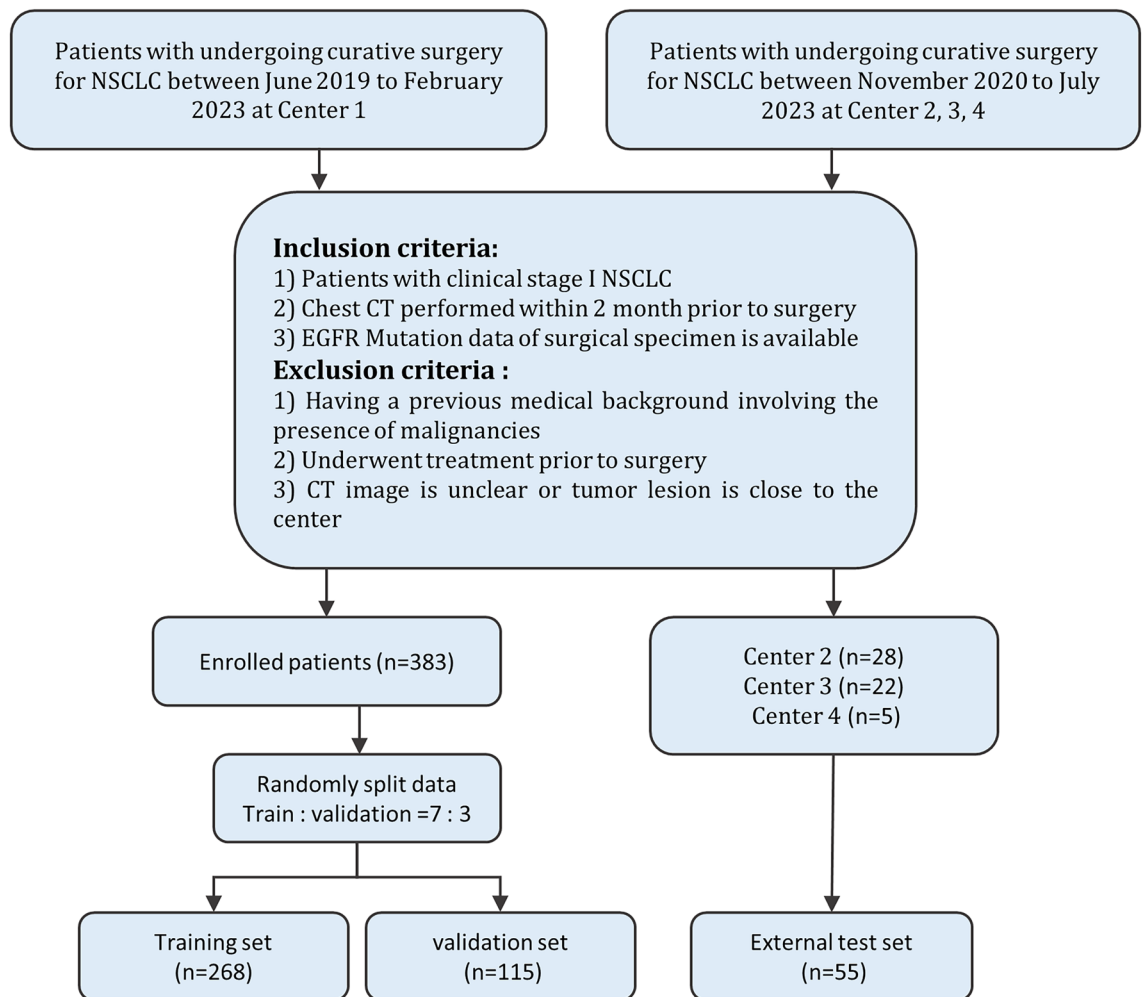 Patients with undergoing curative surgery
for NSCLC between June 2019 to February
2023 at Center 1
Patients with undergoing curative surgery
for NSCLC between November 2020 to July
2023 at Center 2, 3, 4
Inclusion criteria:
1) Patients with clinical stage I NSCLC
2) Chest CT performed within 2 month prior to surgery
3) EGFR Mutation data of surgical specimen is available
Exclusion criteria :
1) Having a previous medical background involving the
presence of malignancies
2) Underwent treatment prior to surgery
3) CT image is unclear or tumor lesion is close to the
center
Enrolled patients (n=383)
Center 2 (n=28)
Center 3 (n=22)
Center 4 (n=5)
Randomly split data
Train : validation =7 : 3
Training set
(n=268)
validation set
(n=115)
External test set
(n=55)